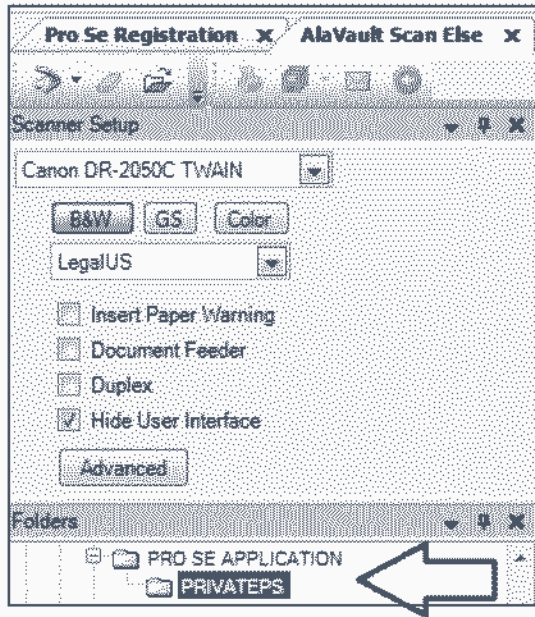 Pro Se Registration x AlaVault Scan Else x
Scanner Setup
Canon DR-2050C TWAIN
B&W GS Color
LegalUS
Insert Paper Warning
Document Feeder
Duplex
Hide User Interface
Advanced
Folders
PRO SE APPLICATION
PRIVATEPS